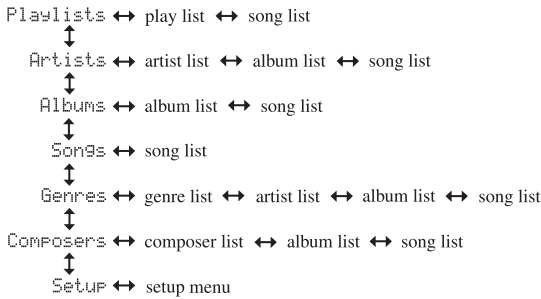 Playlists ↔ play list ↔ song list
Artists ↔ artist list ↔ album list ↔ song list
Albums ↔ album list ↔ song list
Songs ↔ song list
Genres ↔ genre list ↔ artist list ↔ album list ↔ song list
Composers ↔ composer list ↔ album list ↔ song list
Setup ↔ setup menu